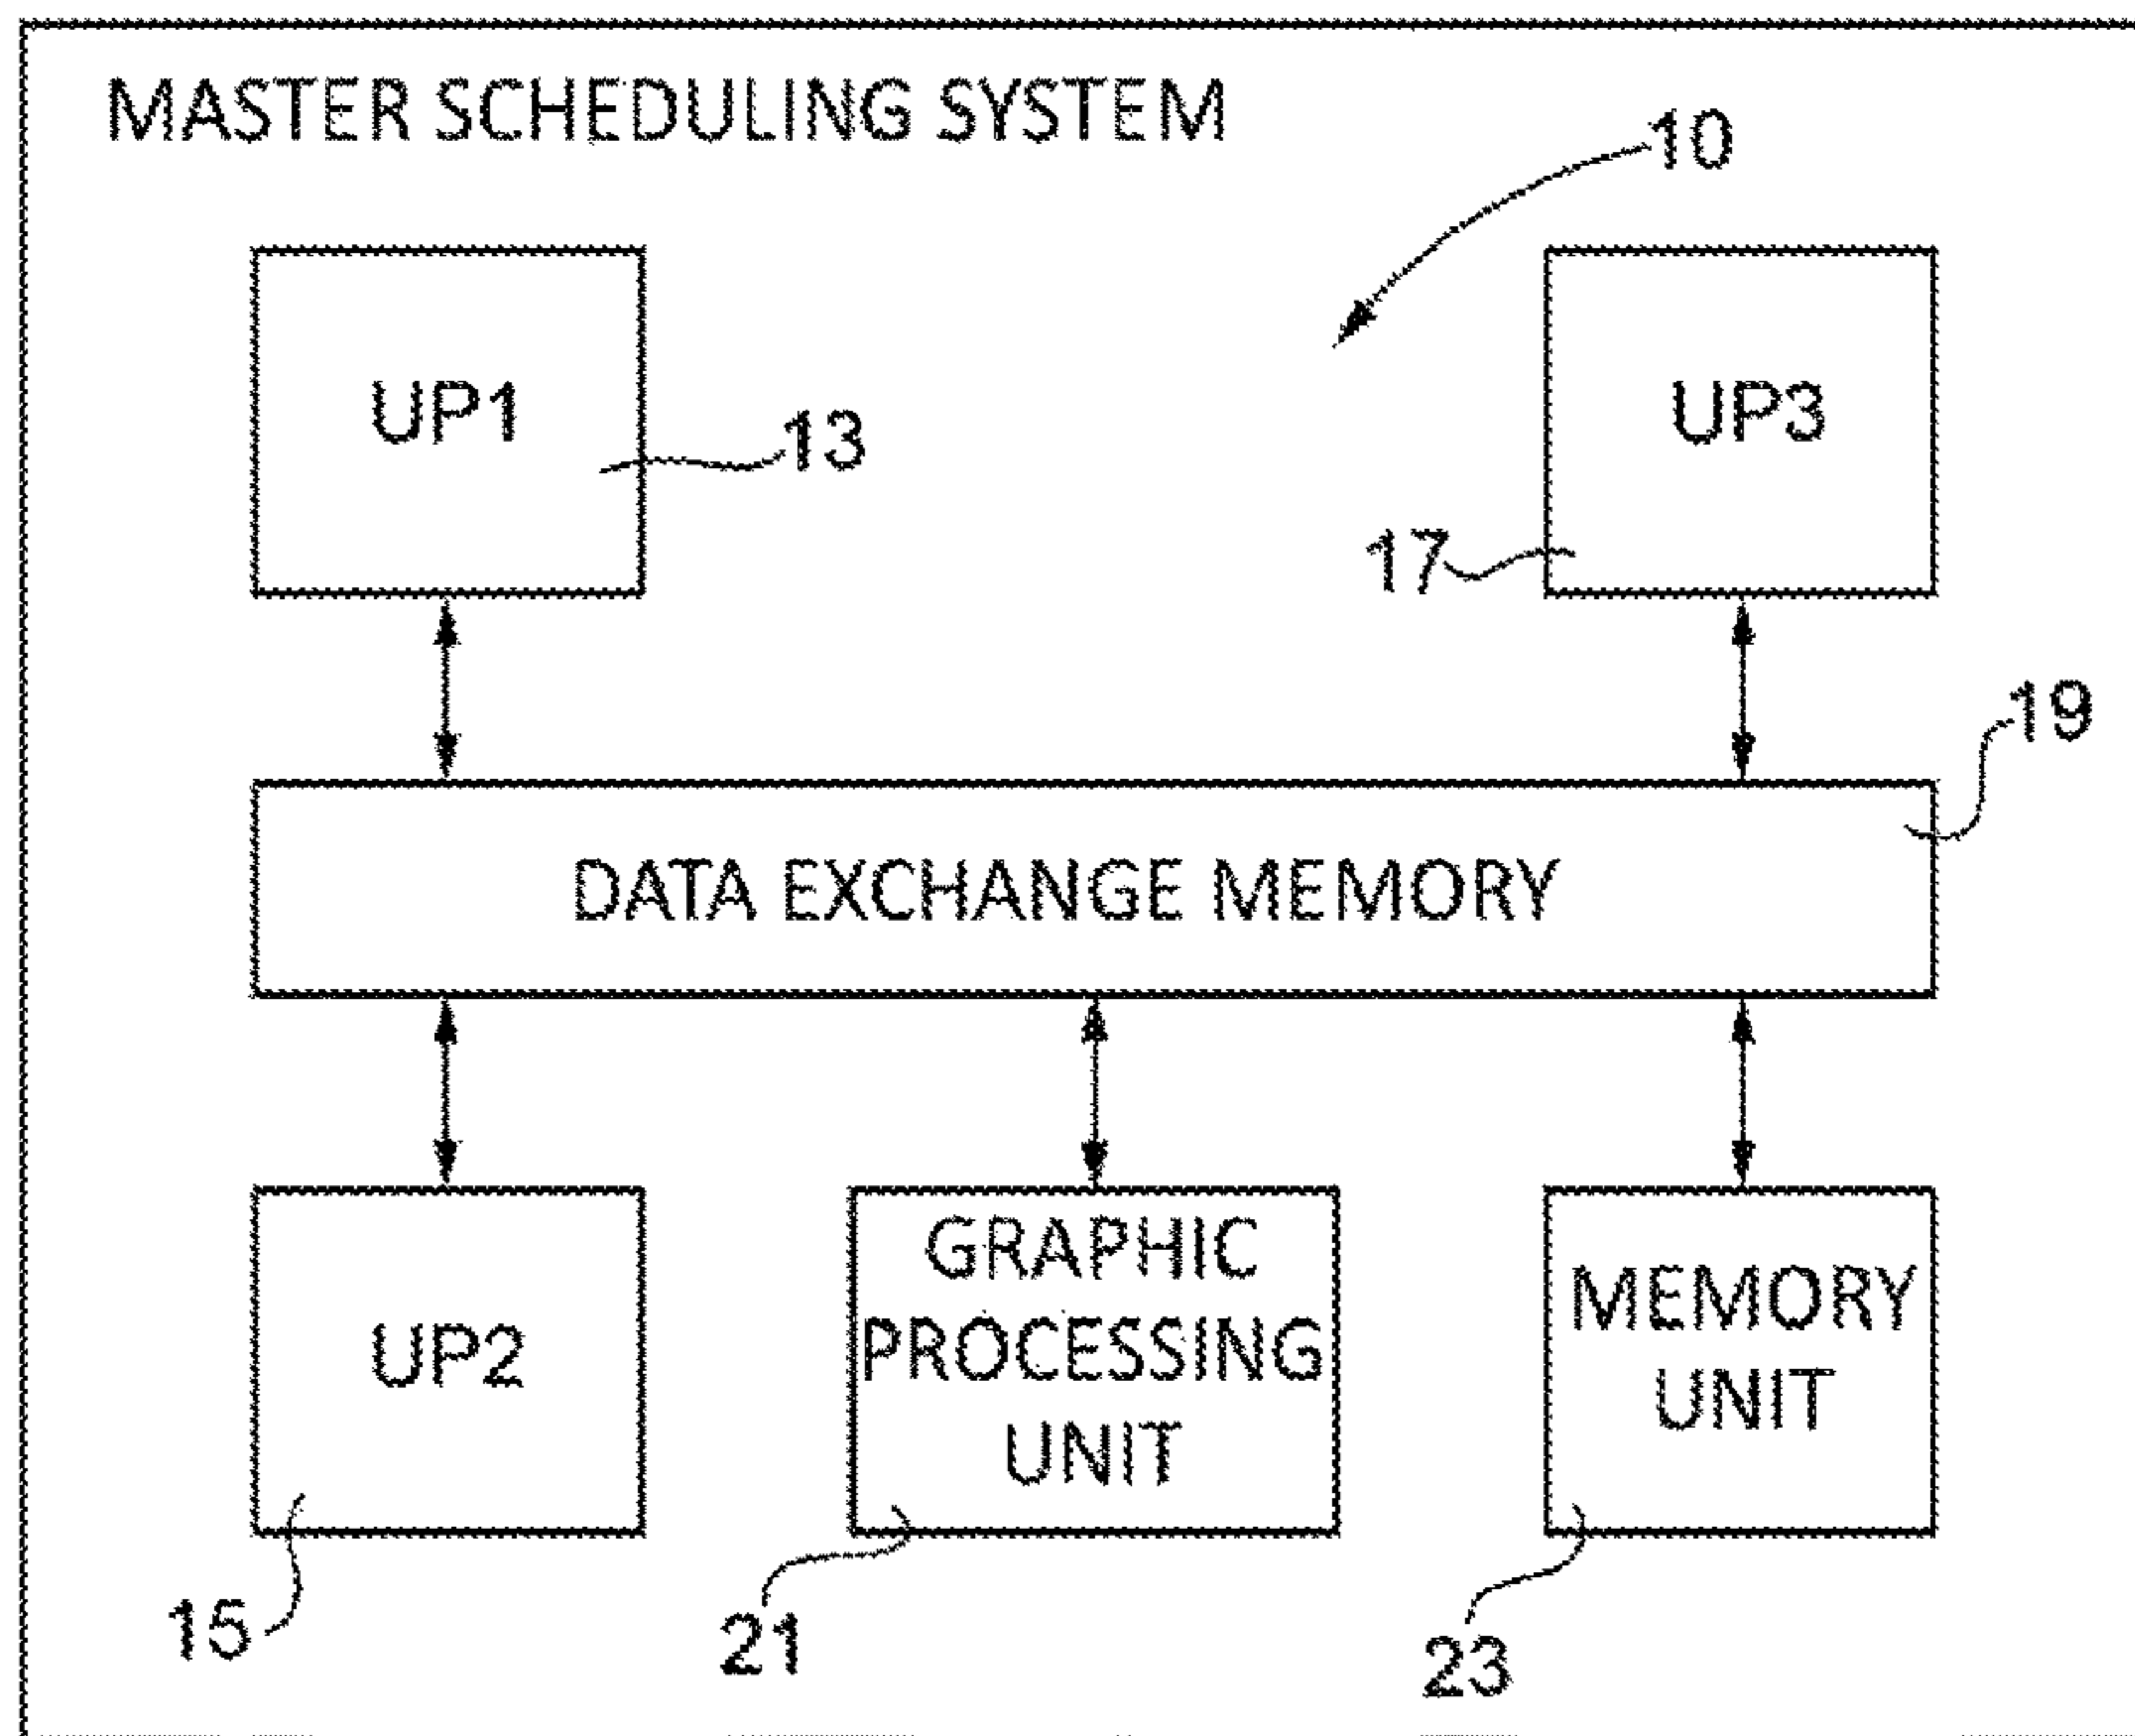 MASTER SCHEDULING SYSTEM
10
UP1
13
UP3
17
19
DATA EXCHANGE MEMORY
UP2
GRAPHIC
PROCESSING
UNIT
MEMORY
UNIT
15
21
23